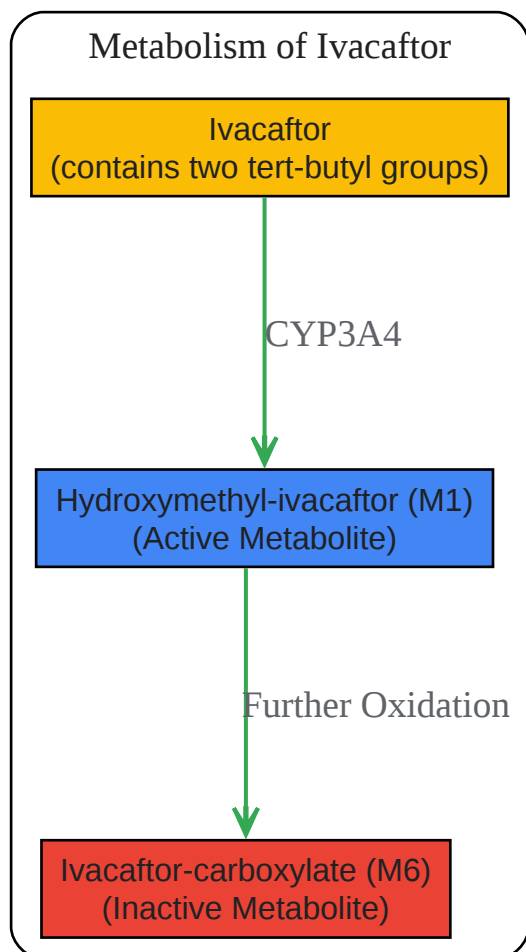 Metabolism of Ivacaftor
Ivacaftor
(contains two tert-butyl groups)
CYP3A4
Hydroxymethyl-ivacaftor (M1)
(Active Metabolite)
Further Oxidation
Ivacaftor-carboxylate (M6)
(Inactive Metabolite)